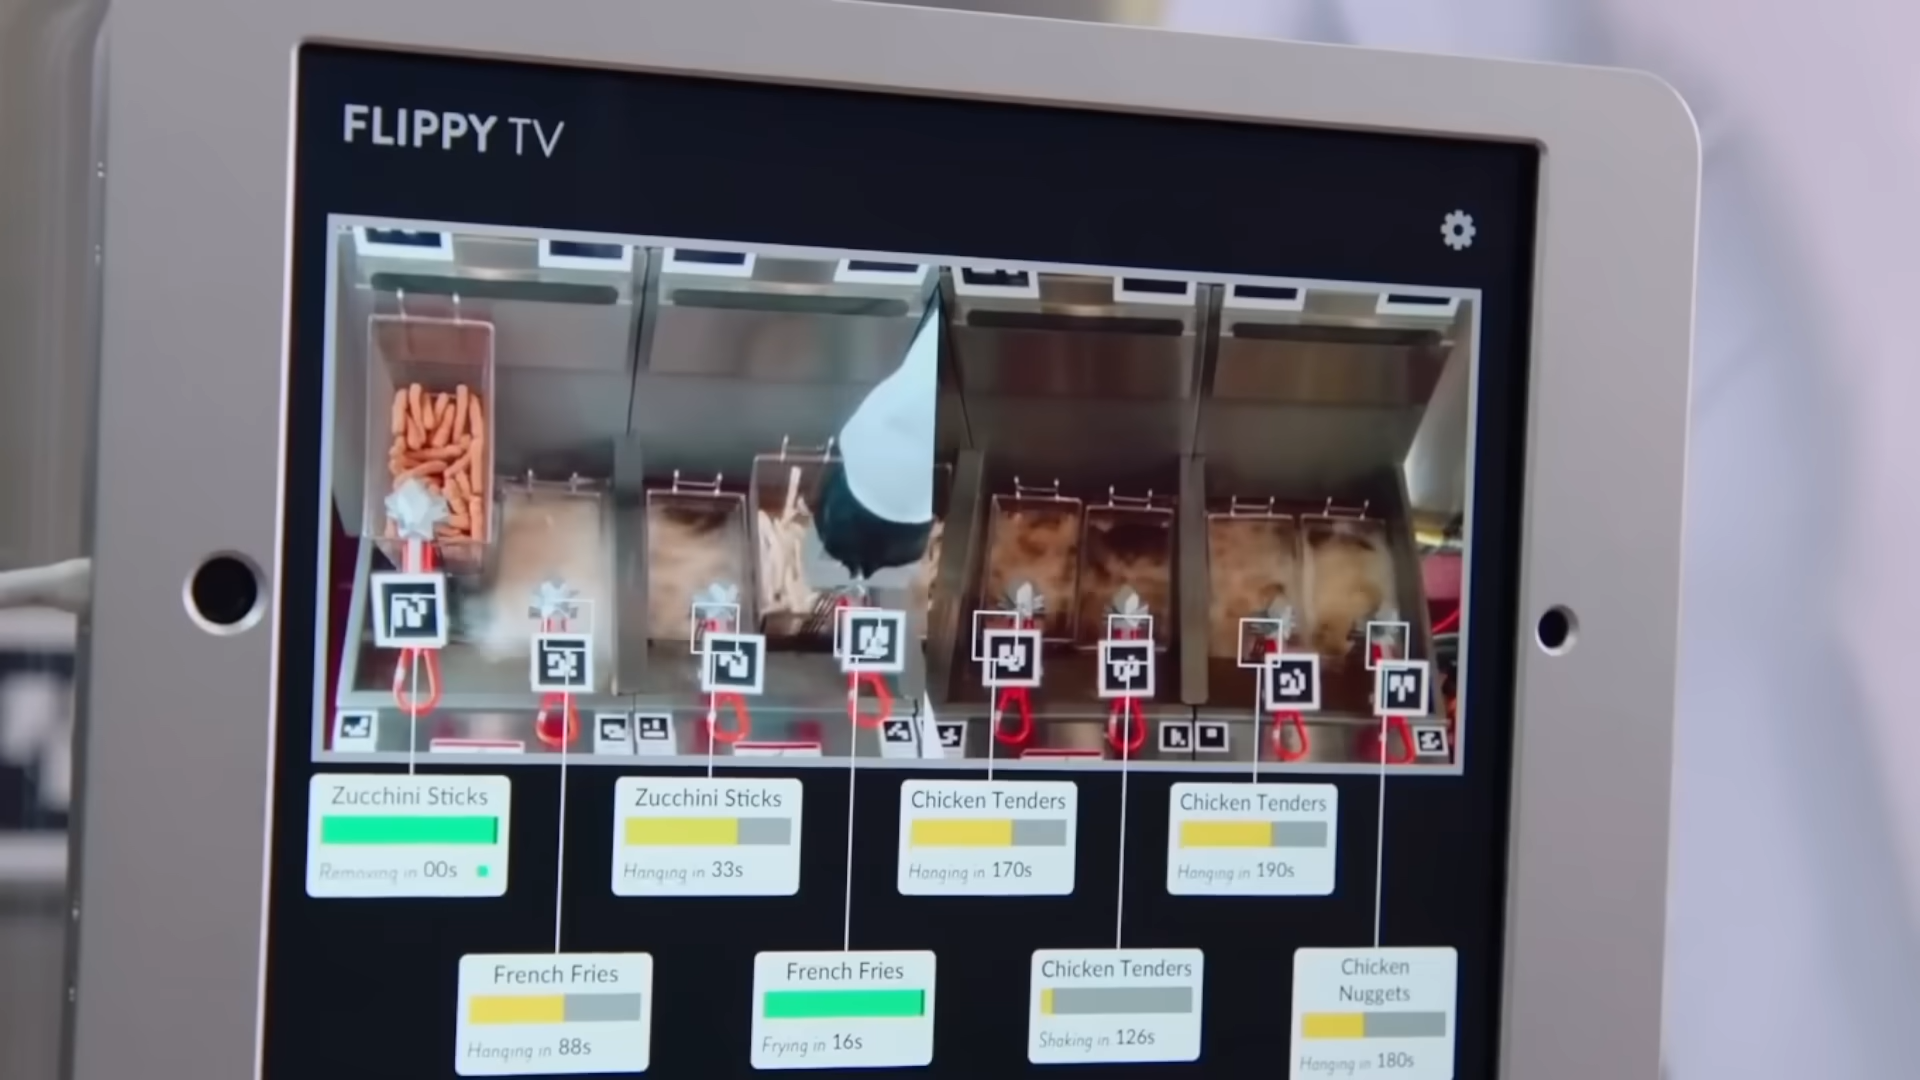 FLIPPY TV
Zucchini Sticks
Removing in 00s
Zucchini Sticks
Hanging in 33s
Chicken Tenders
Hanging in 170s
Chicken Tenders
Hanging in 190s
French Fries
Hanging in 88s
French Fries
Frying in 16s
Chicken Tenders
Shaking in 126s
Chicken
Nuggets
Hanging in 180s